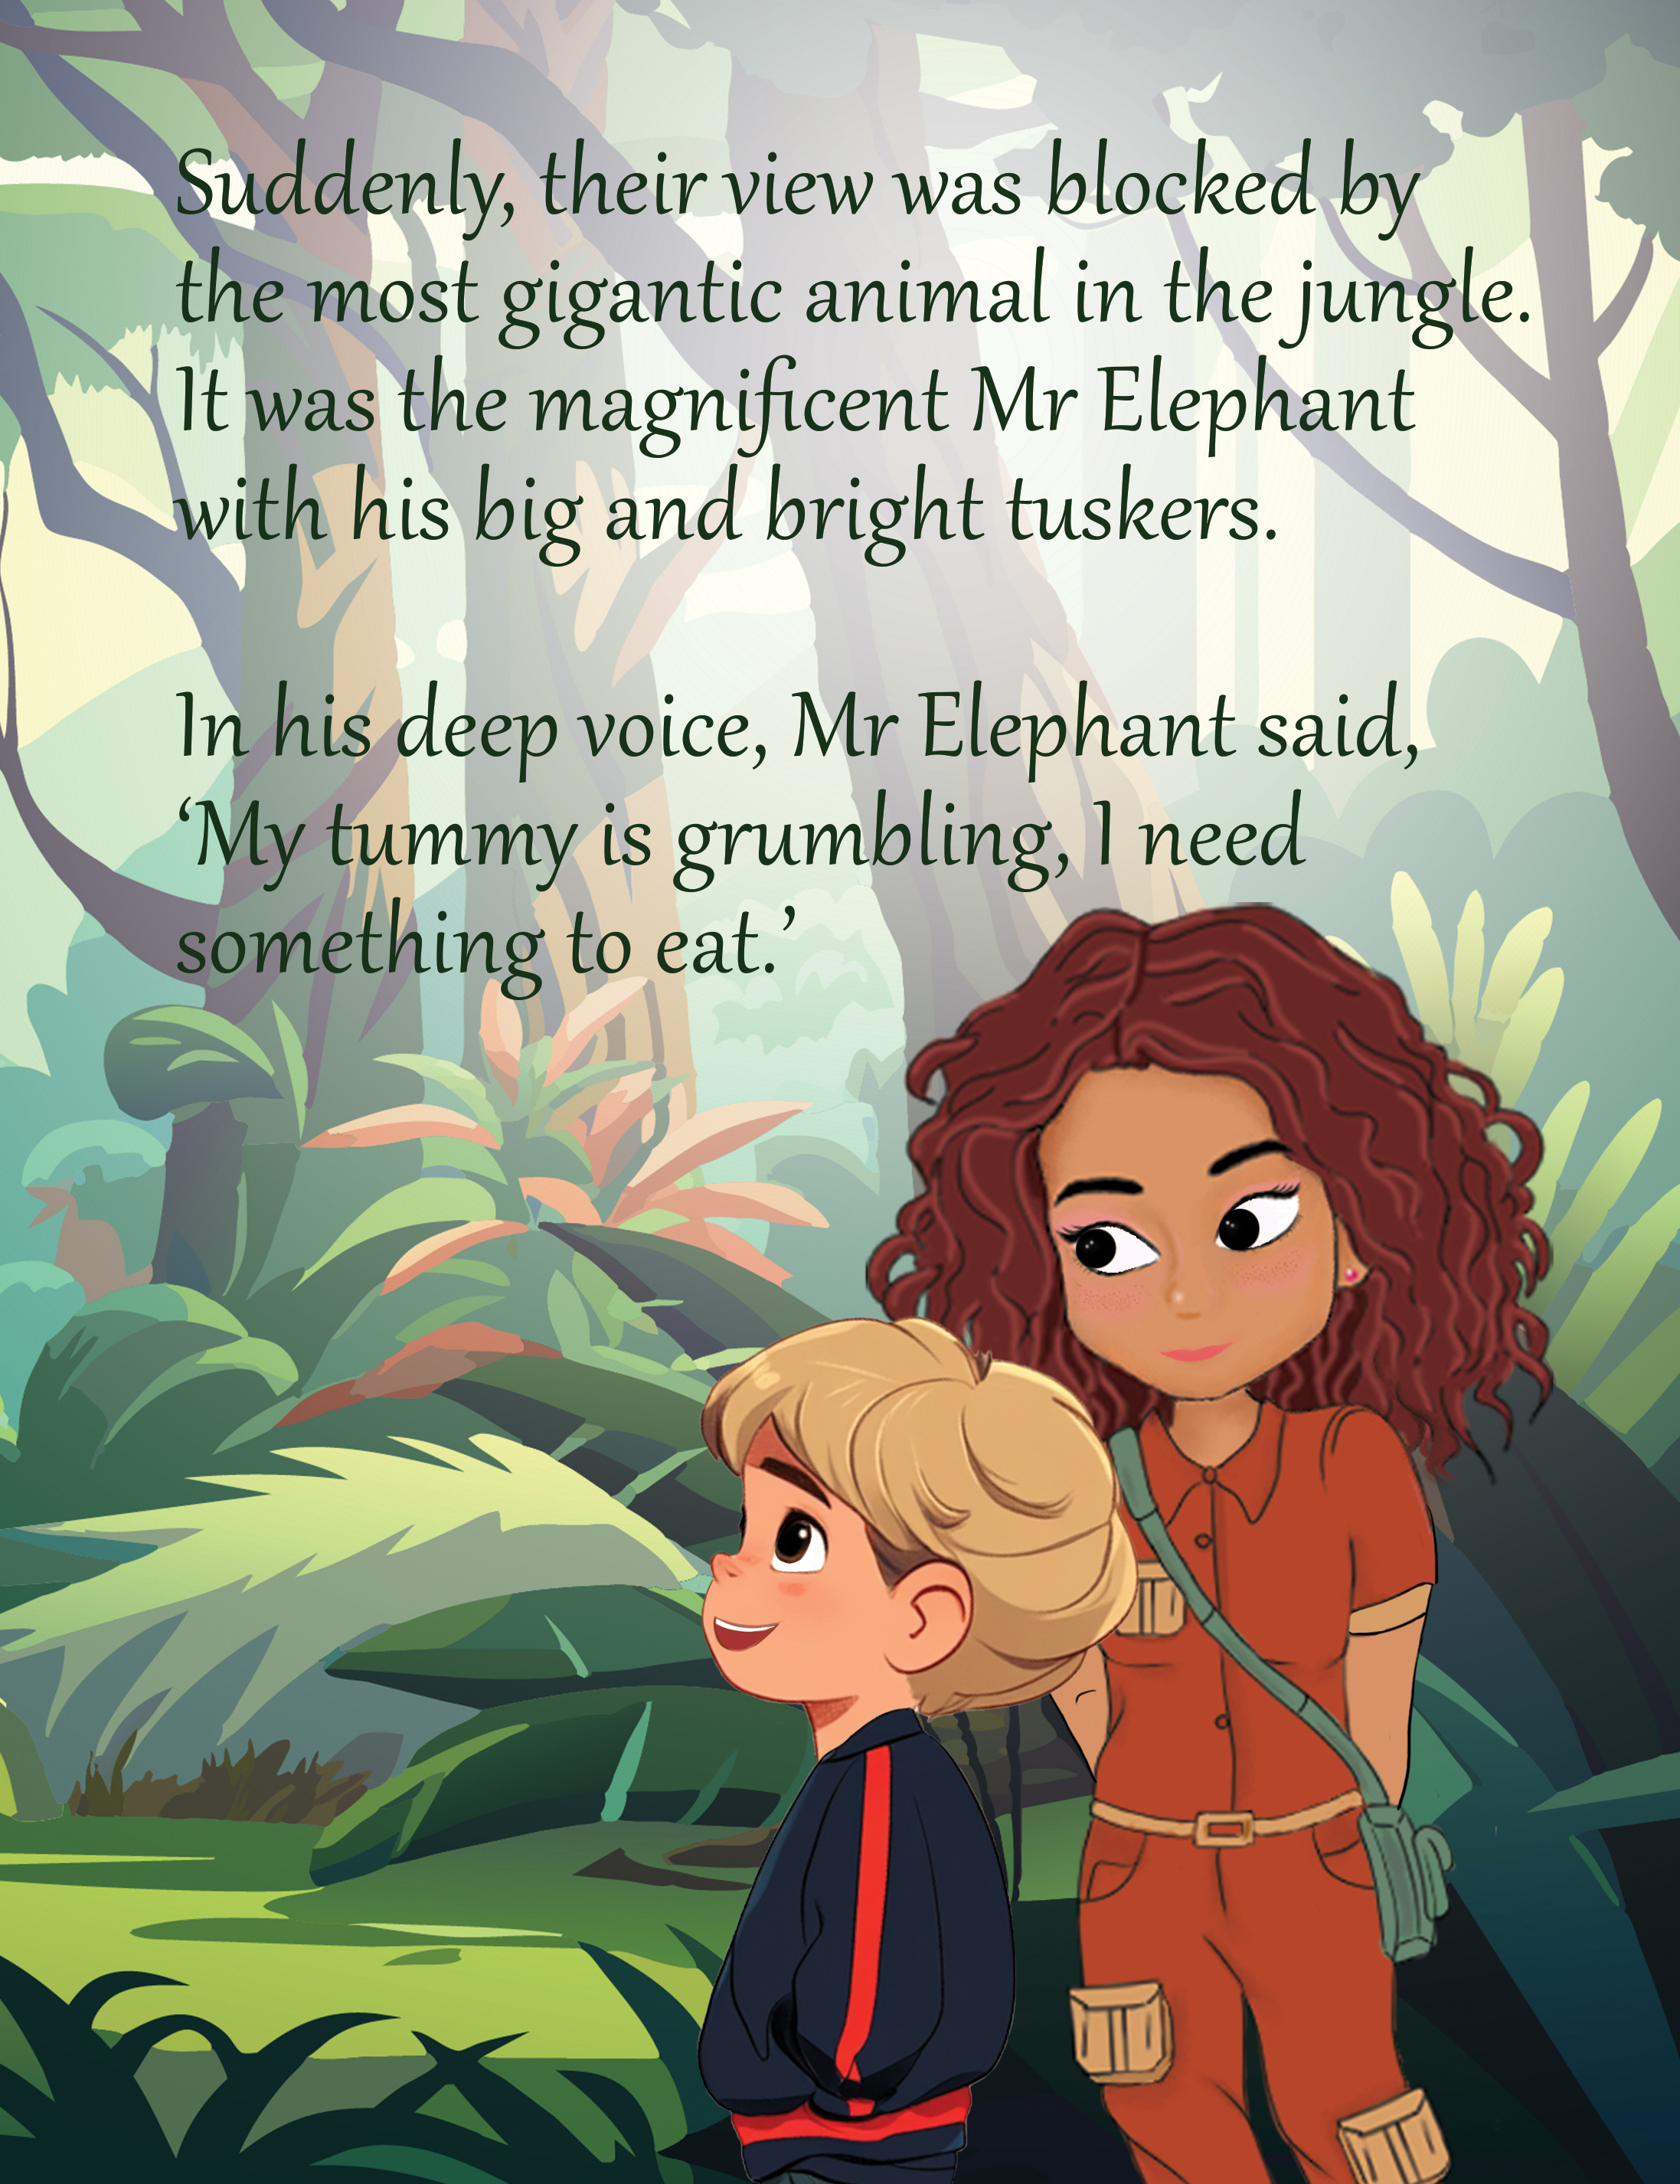 Suddenly, their view was blocked by
the most gigantic animal in the jungle.
It was the magnificent Mr Elephant
with his big and bright tuskers.
In his deep voice, Mr Elephant said,
‘My tummy is grumbling, I need
something to eat.’